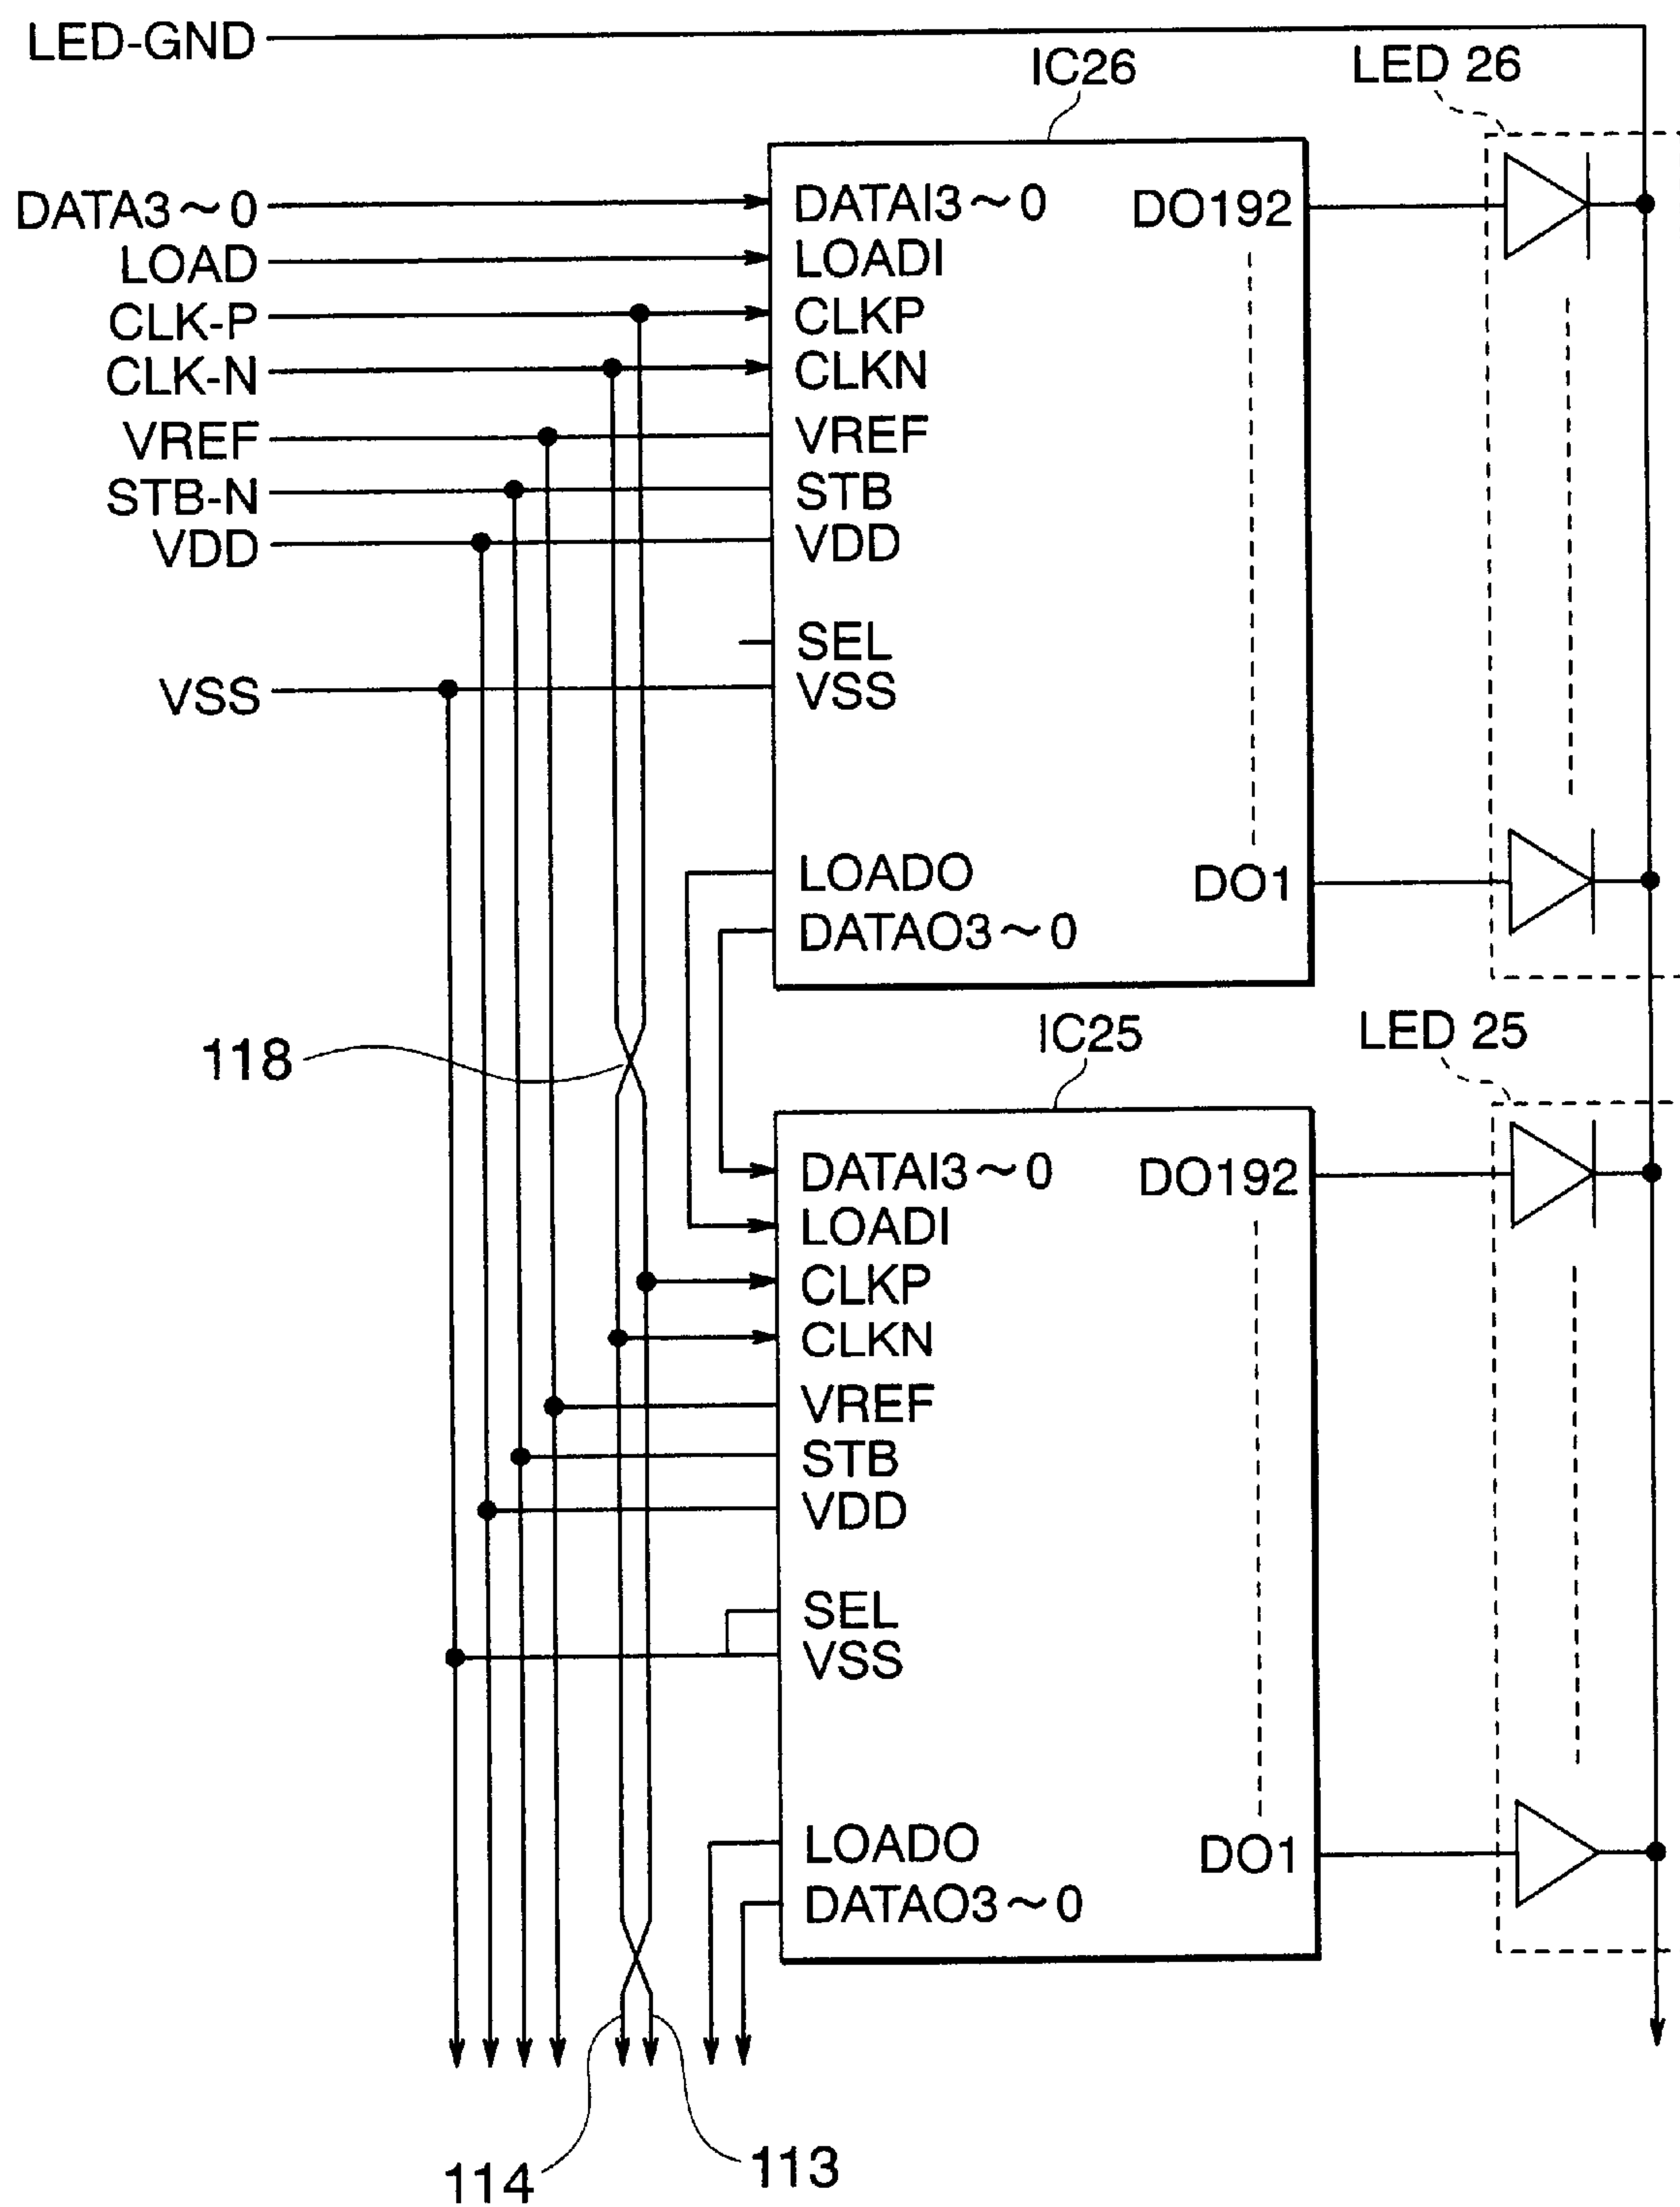 LED-GND
IC26
LED 26
DATA3~0
LOAD
CLK-P
CLK-N
VREF
STB-N
VDD
VSS
DATAI3~0
LOADI
CLKP
CLKN
VREF
STB
VDD
SEL
VSS
LOADO
DATAO3~0
DO192
DO1
118
IC25
LED 25
DATAI3~0
LOADI
CLKP
CLKN
VREF
STB
VDD
SEL
VSS
LOADO
DATAO3~0
DO192
DO1
114
113